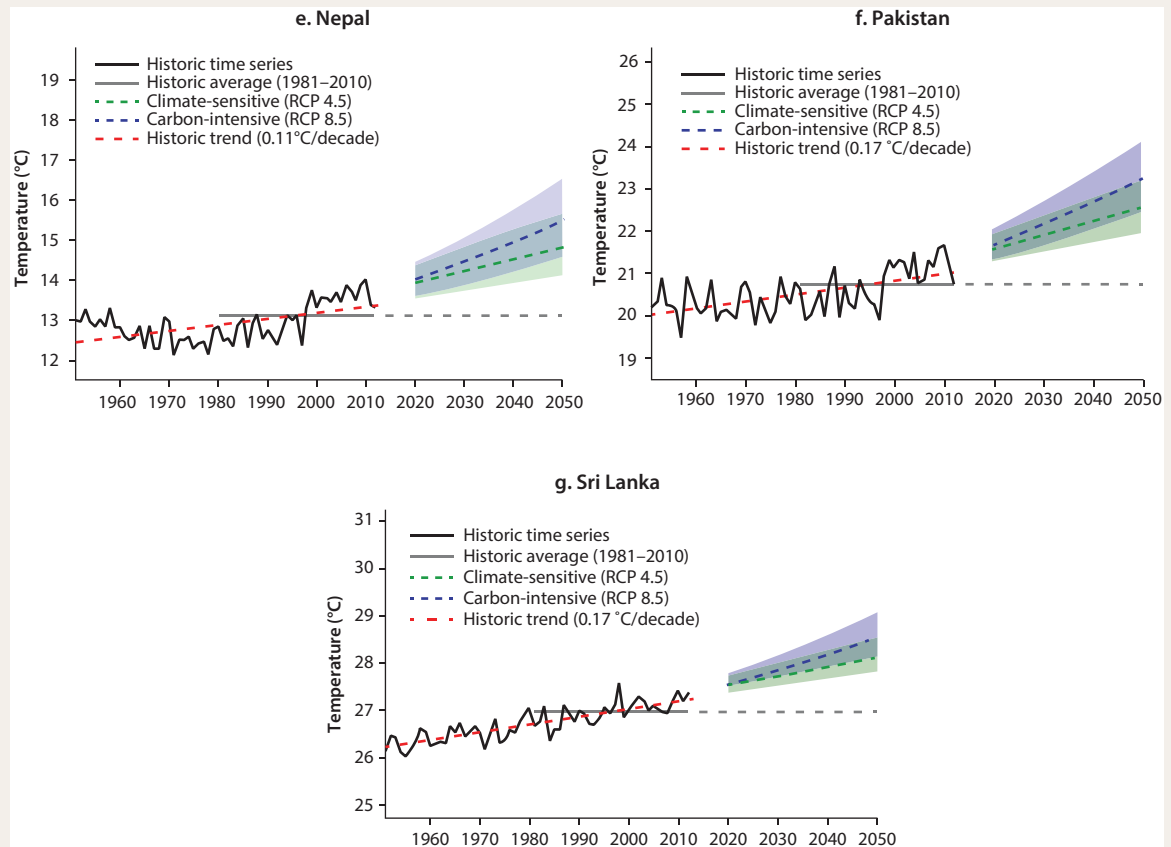 e. Nepal
Temperature (°C)
19
18
17
16
15
14
13
12
Historic time series
Historic average (1981–2010)
Climate-sensitive (RCP 4.5)
Carbon-intensive (RCP 8.5)
Historic trend (0.11°C/decade)
1960 1970 1980 1990 2000 2010 2020 2030 2040 2050
f. Pakistan
Temperature (°C)
26
25
24
23
22
21
20
19
Historic time series
Historic average (1981–2010)
Climate-sensitive (RCP 4.5)
Carbon-intensive (RCP 8.5)
Historic trend (0.17 ˚C/decade)
1960 1970 1980 1990 2000 2010 2020 2030 2040 2050
g. Sri Lanka
Temperature (°C)
31
30
29
28
27
26
25
Historic time series
Historic average (1981–2010)
Climate-sensitive (RCP 4.5)
Carbon-intensive (RCP 8.5)
Historic trend (0.17 ˚C/decade)
1960 1970 1980 1990 2000 2010 2020 2030 2040 2050